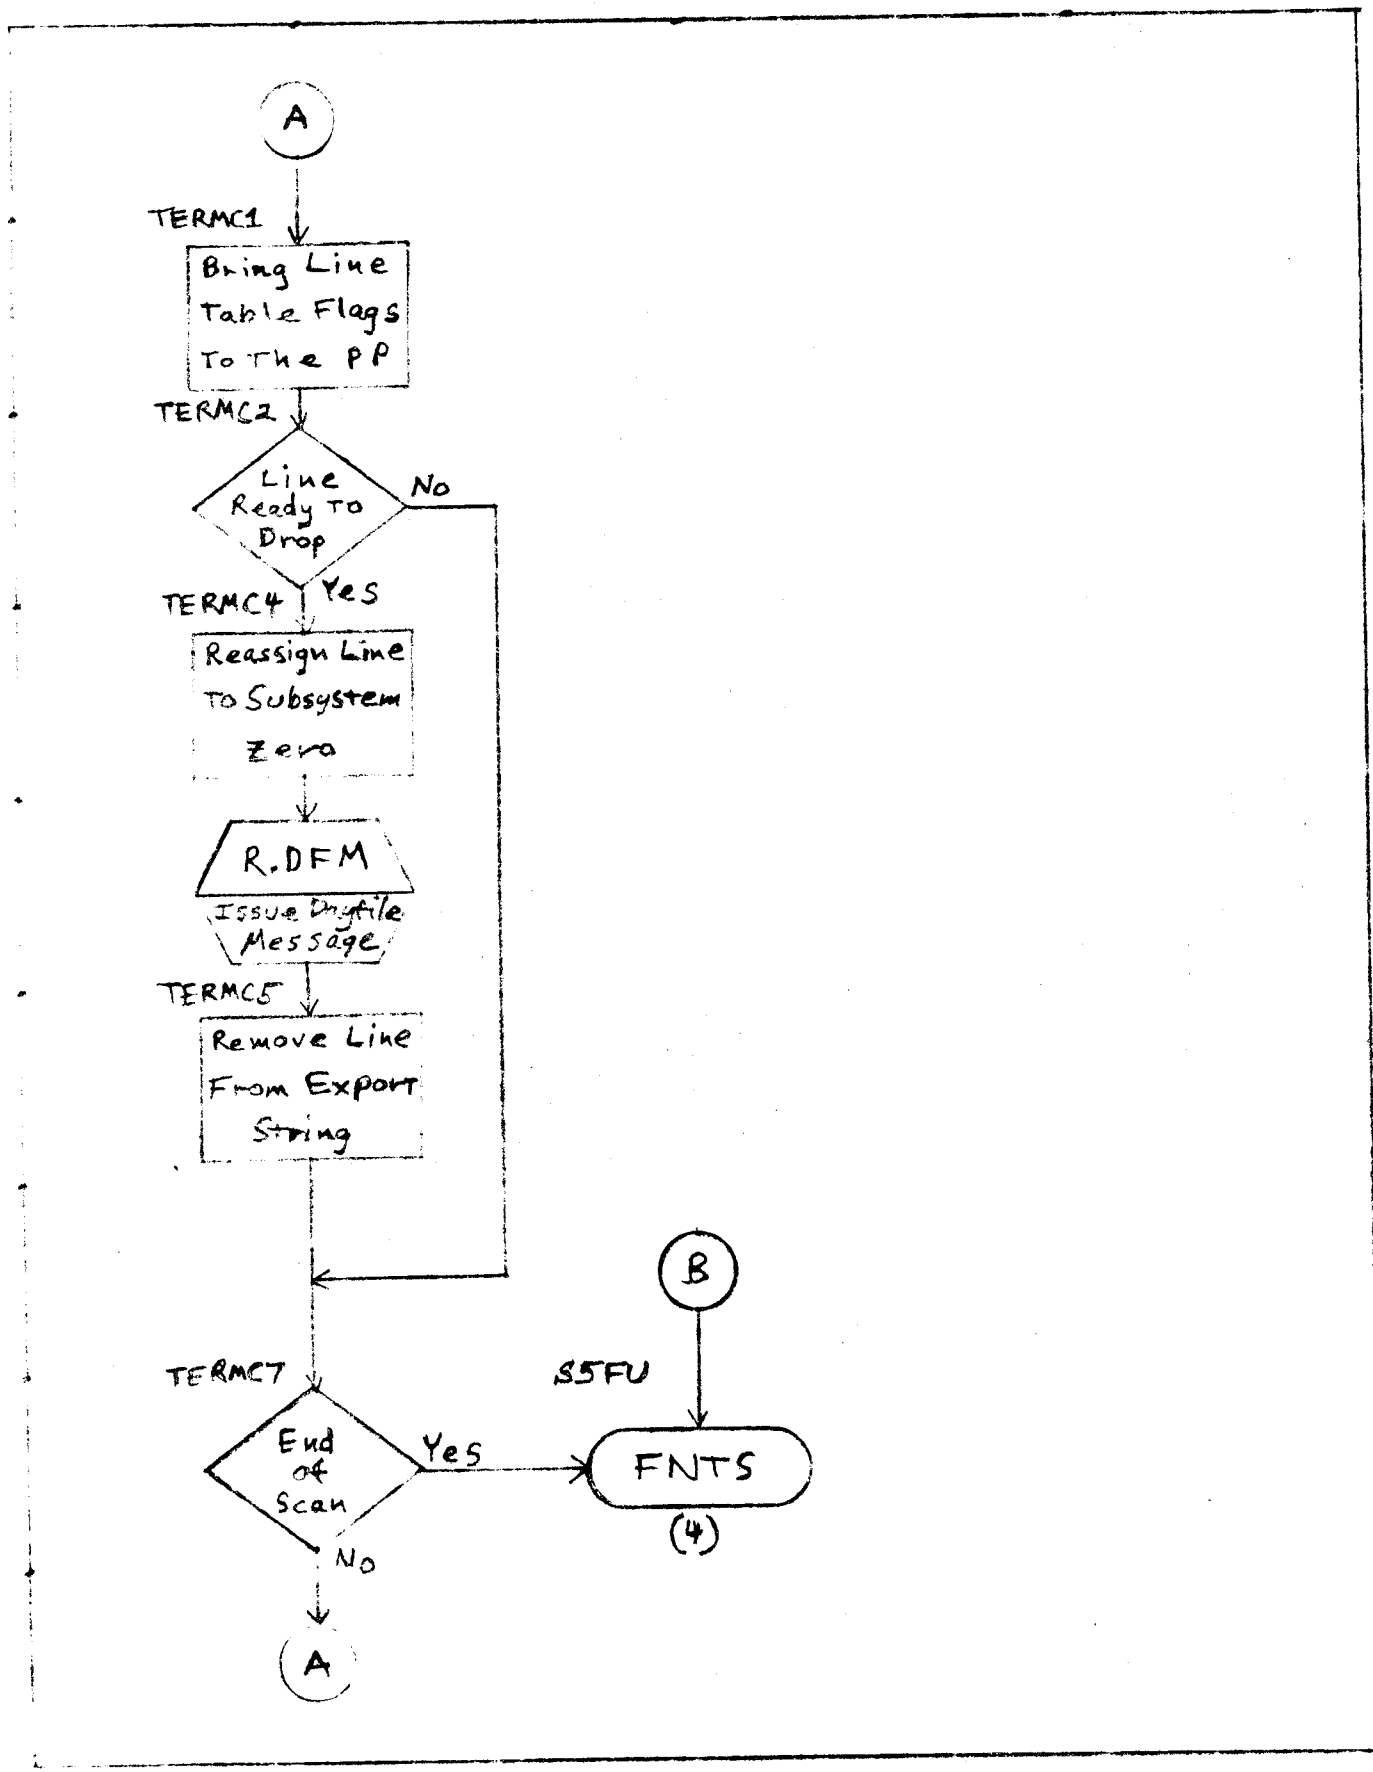 A
TERMC1
Bring Line
Table Flags
To The PP
TERMC2
Line
Ready To
Drop
No
Yes
TERMC4
Reassign Line
To Subsystem
Zero
R.DFM
Issue Dayfile
Message
TERMC5
Remove Line
From Export
String
B
TERMC7
S5FU
End
of
Scan
Yes
FNTS
(4)
No
A